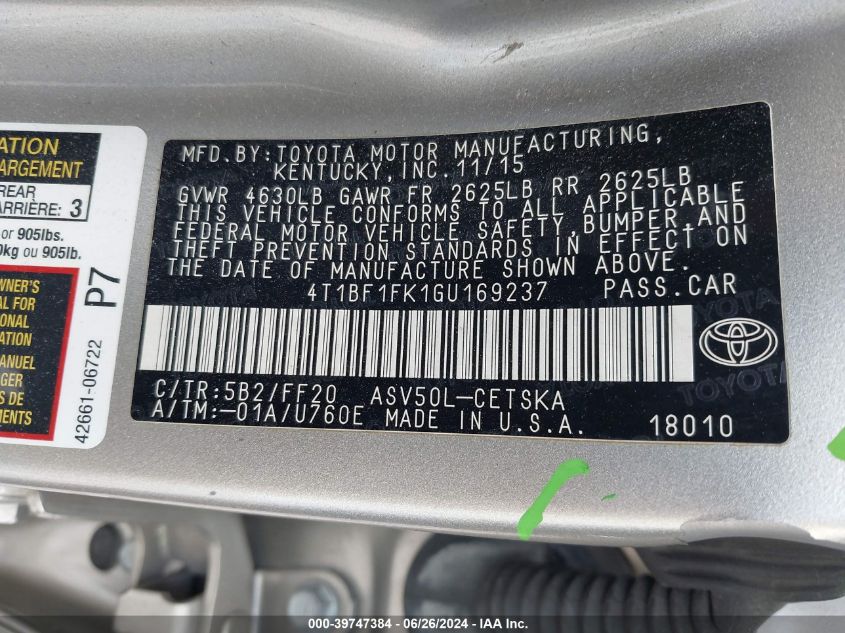 ATION
ARGEMENT
REAR
ARRIÈRE: 3
or 905lbs.
0kg ou 905lb.
P7
42661-06722
MFD.BY:TOYOTA MOTOR MANUFACTURING,
KENTUCKY,INC.11/15
GVWR 4630LB GAWR FR 2625LB RR 2625LB
THIS VEHICLE CONFORMS TO ALL APPLICABLE
FEDERAL MOTOR VEHICLE SAFETY,BUMPER,AND
THEFT PREVENTION STANDARDS IN EFFECT ON
THE DATE OF MANUFACTURE SHOWN ABOVE.
4T1BF1FK1GU169237 PASS.CAR
C/TR:5B2/FF20 ASV50L-CETSKA
A/TM:-01A/U760E MADE IN U.S.A. 18010
000-39747384 | 06/26/2024 | IAA Inc.